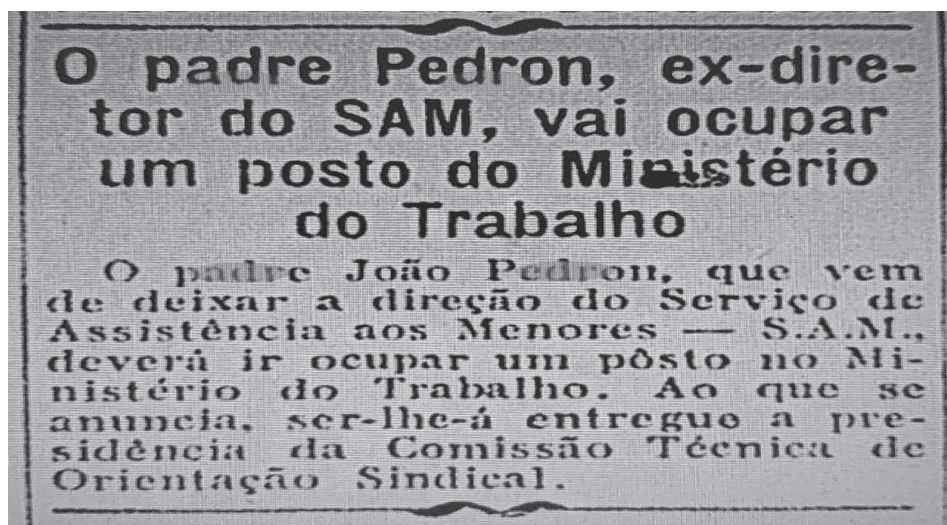 O padre Pedron, ex-dire-
tor do SAM, vai ocupar
um posto do Ministério
do Trabalho
O padre João Pedron, que vem
de deixar a direção do Serviço de
Assistência aos Menores — S.A.M.,
deverá ir ocupar um pôsto no Mi-
nistério do Trabalho. Ao que se
anuncia, ser-lhe-á entregue a pre-
sidência da Comissão Técnica de
Orientação Sindical.